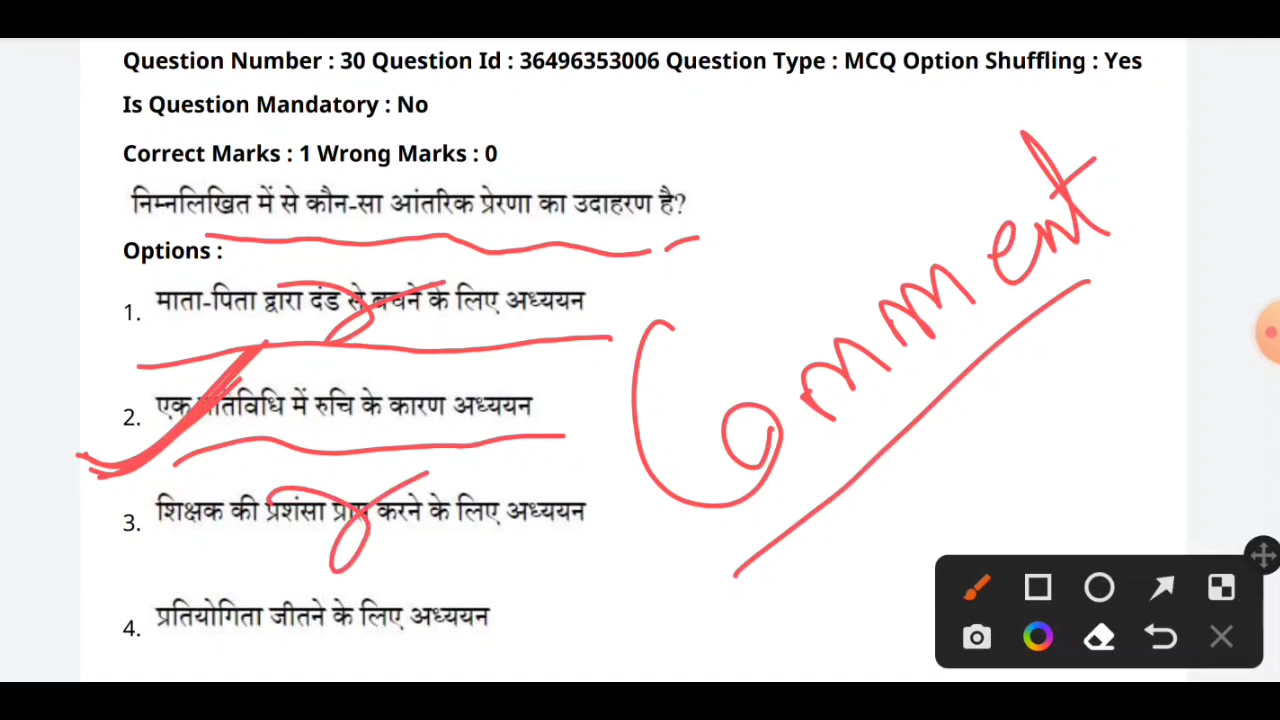 Question Number : 30 Question Id : 36496353006 Question Type : MCQ Option Shuffling : Yes
Is Question Mandatory : No
Correct Marks : 1 Wrong Marks : 0
निम्नलिखित में से कौन-सा आंतरिक प्रेरणा का उदाहरण है?
Options :
1. माता-पिता द्वारा दंड से बचने के लिए अध्ययन
2. एक गतिविधि में रुचि के कारण अध्ययन
3. शिक्षक की प्रशंसा प्राप्त करने के लिए अध्ययन
4. प्रतियोगिता जीतने के लिए अध्ययन
Comment